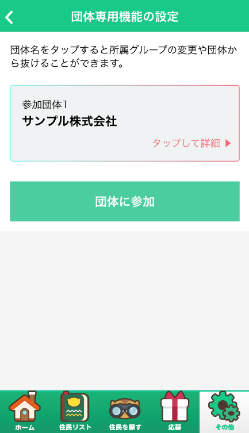 団体専用機能の設定
団体名をタップすると所属グループの変更や団体か
ら抜けることができます。
参加団体1
サンプル株式会社
タップして詳細 ▶
団体に参加
ホーム 住民リスト 住民を探す 応募 その他